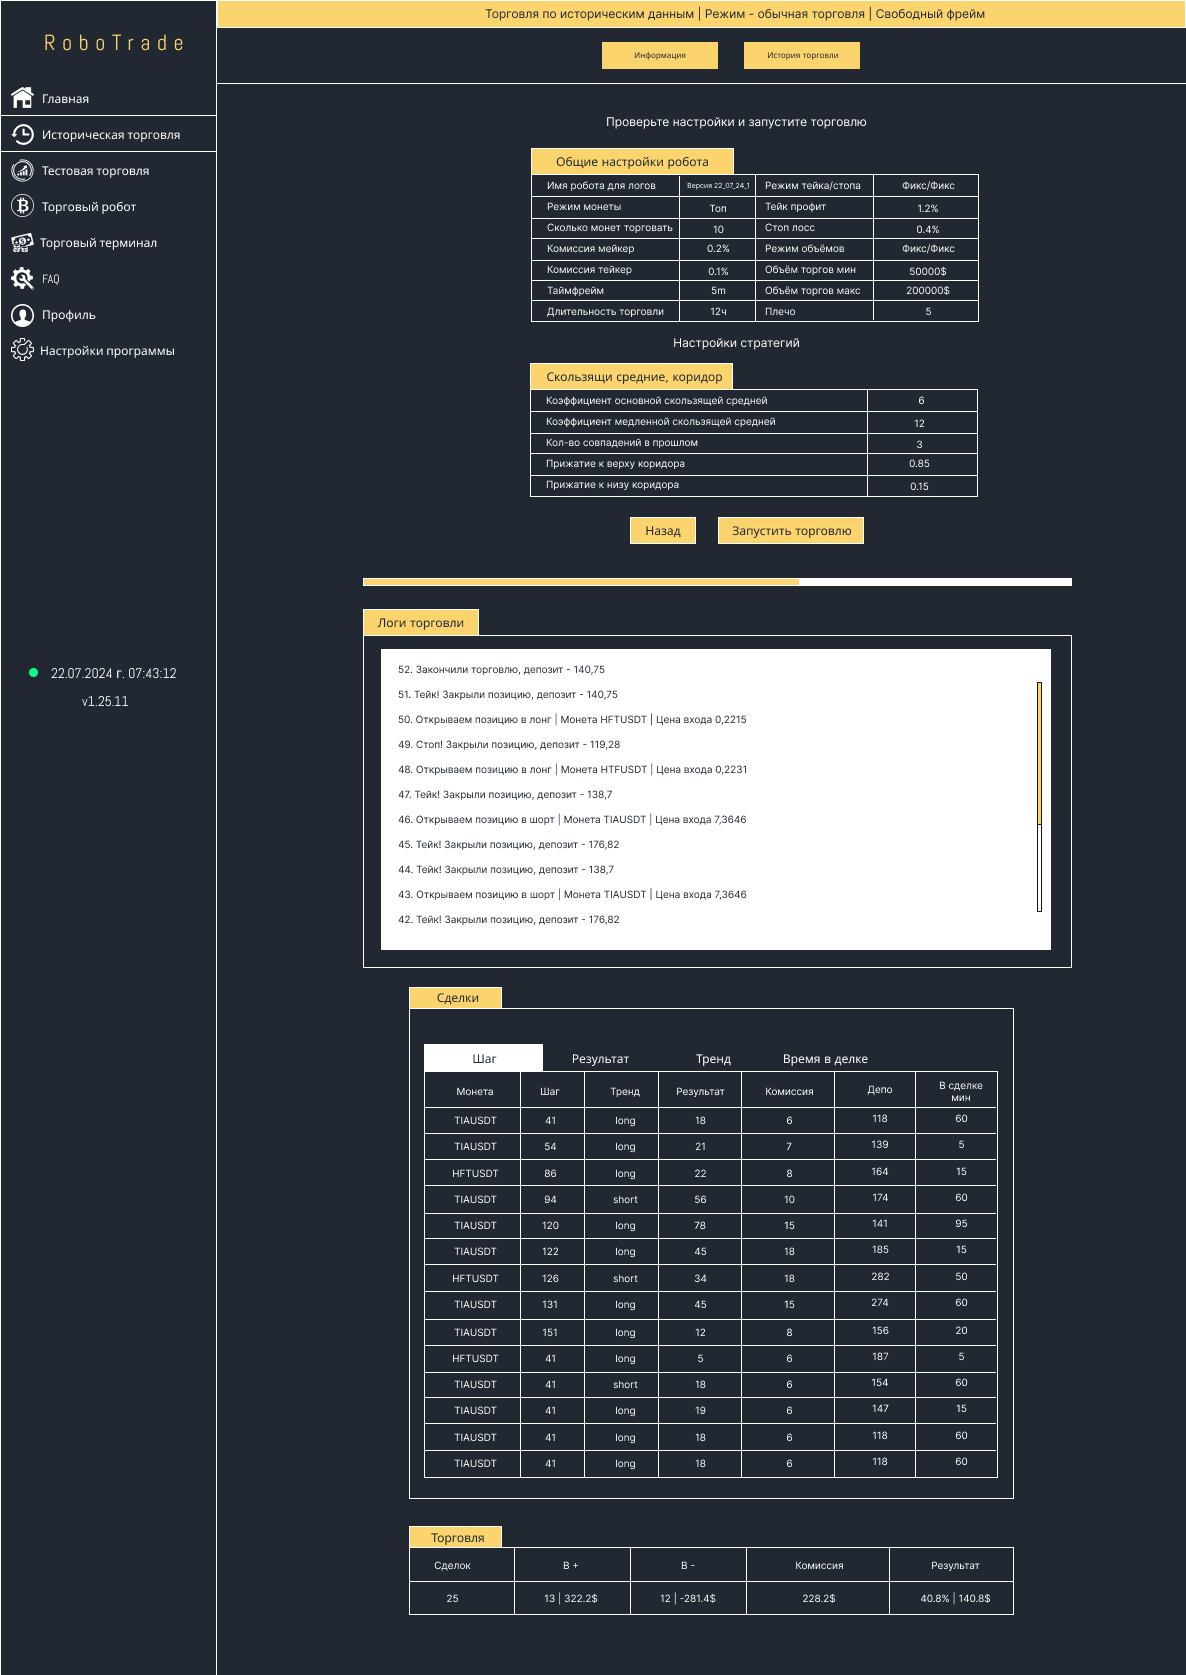 Торговля по историческим данным | Режим - обычная торговля | Свободный фрейм
RoboTrade
Информация
История торговли
Главная
Историческая торговля
Тестовая торговля
Торговый робот
Торговый терминал
FAQ
Профиль
Настройки программы
22.07.2024 г. 07:43:12
v1.25.11
Проверьте настройки и запустите торговлю
Общие настройки робота
Имя робота для логов Версия 22_07_24_1 Режим тейка/стопа Фикс/Фикс
Режим монеты Топ Тейк профит 1.2%
Сколько монет торговать 10 Стоп лосс 0.4%
Комиссия мейкер 0.2% Режим объёмов Фикс/Фикс
Комиссия тейкер 0.1% Объём торгов мин 50000$
Таймфрейм 5m Объём торгов макс 200000$
Длительность торговли 12ч Плечо 5
Настройки стратегий
Скользящи средние, коридор
Коэффициент основной скользящей средней 6
Коэффициент медленной скользящей средней 12
Кол-во совпадений в прошлом 3
Прижатие к верху коридора 0.85
Прижатие к низу коридора 0.15
Назад
Запустить торговлю
Логи торговли
52. Закончили торговлю, депозит - 140,75
51. Тейк! Закрыли позицию, депозит - 140,75
50. Открываем позицию в лонг | Монета HFTUSDT | Цена входа 0,2215
49. Стоп! Закрыли позицию, депозит - 119,28
48. Открываем позицию в лонг | Монета HTFUSDT | Цена входа 0,2231
47. Тейк! Закрыли позицию, депозит - 138,7
46. Открываем позицию в шорт | Монета TIAUSDT | Цена входа 7,3646
45. Тейк! Закрыли позицию, депозит - 176,82
44. Тейк! Закрыли позицию, депозит - 138,7
43. Открываем позицию в шорт | Монета TIAUSDT | Цена входа 7,3646
42. Тейк! Закрыли позицию, депозит - 176,82
Сделки
Шаг Результат Тренд Время в делке
Монета Шаг Тренд Результат Комиссия Депо В сделке
мин
TIAUSDT 41 long 18 6 118 60
TIAUSDT 54 long 21 7 139 5
HFTUSDT 86 long 22 8 164 15
TIAUSDT 94 short 56 10 174 60
TIAUSDT 120 long 78 15 141 95
TIAUSDT 122 long 45 18 185 15
HFTUSDT 126 short 34 18 282 50
TIAUSDT 131 long 45 15 274 60
TIAUSDT 151 long 12 8 156 20
HFTUSDT 41 long 5 6 187 5
TIAUSDT 41 short 18 6 154 60
TIAUSDT 41 long 19 6 147 15
TIAUSDT 41 long 18 6 118 60
TIAUSDT 41 long 18 6 118 60
Торговля
Сделок В + В - Комиссия Результат
25 13 | 322.2$ 12 | -281.4$ 228.2$ 40.8% | 140.8$